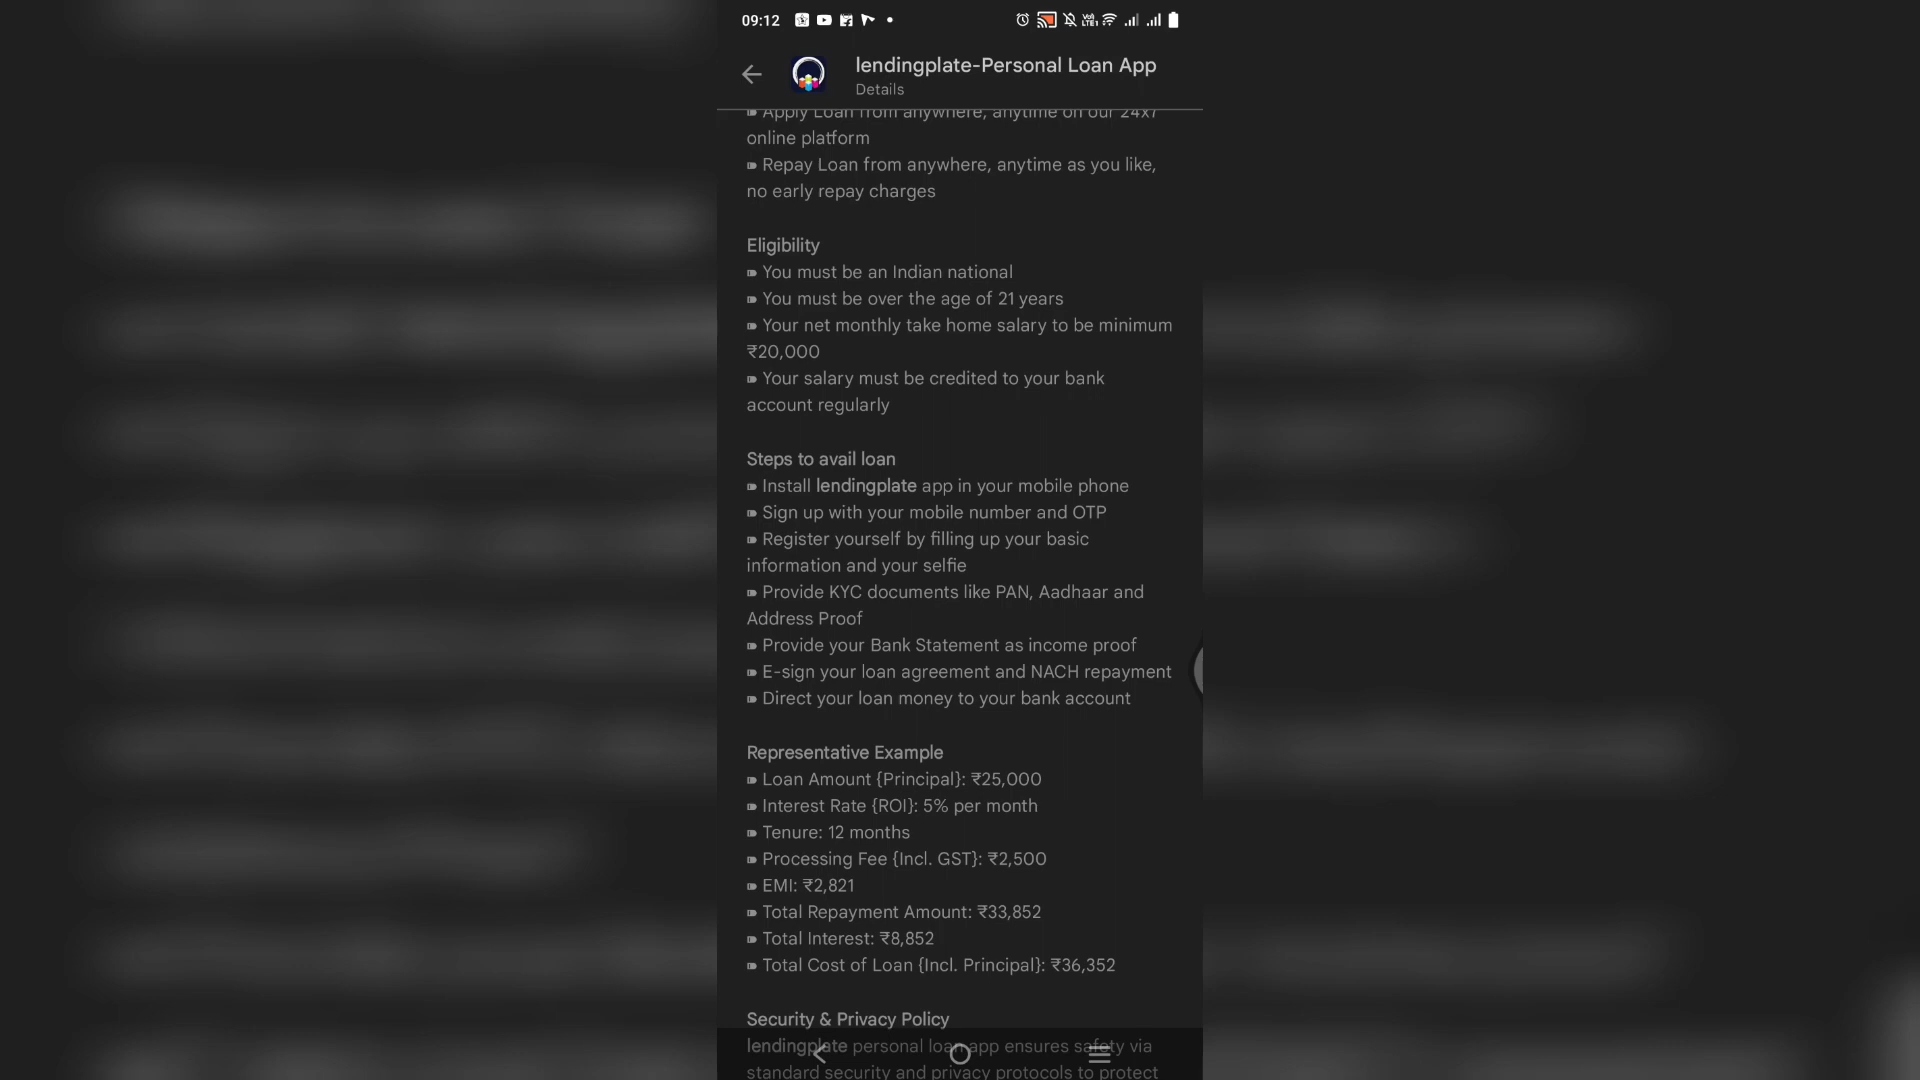 09:12
lendingplate-Personal Loan App
Details
Apply Loan from anywhere, anytime on our 24x7
online platform
Repay Loan from anywhere, anytime as you like,
no early repay charges
Eligibility
You must be an Indian national
You must be over the age of 21 years
Your net monthly take home salary to be minimum
₹20,000
Your salary must be credited to your bank
account regularly
Steps to avail loan
Install lendingplate app in your mobile phone
Sign up with your mobile number and OTP
Register yourself by filling up your basic
information and your selfie
Provide KYC documents like PAN, Aadhaar and
Address Proof
Provide your Bank Statement as income proof
E-sign your loan agreement and NACH repayment
Direct your loan money to your bank account
Representative Example
Loan Amount {Principal}: ₹25,000
Interest Rate {ROI}: 5% per month
Tenure: 12 months
Processing Fee {Incl. GST}: ₹2,500
EMI: ₹2,821
Total Repayment Amount: ₹33,852
Total Interest: ₹8,852
Total Cost of Loan {Incl. Principal}: ₹36,352
Security & Privacy Policy
lendingplate personal loan app ensures safety via
standard security and privacy protocols to protect